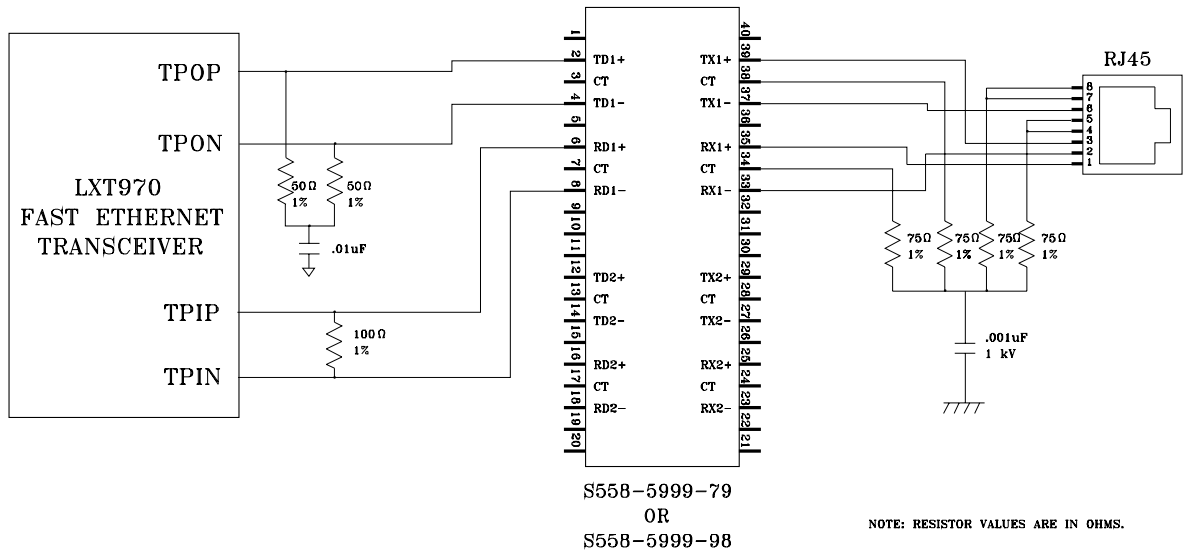 TPOP
TPON
LXT970
FAST ETHERNET
TRANSCEIVER
TPIP
TPIN
50Ω
1%
50Ω
1%
.01uF
100Ω
1%
1
2 TD1+
3 CT
4 TD1-
5
6 RD1+
7 CT
8 RD1-
9
10
11
12 TD2+
13 CT
14 TD2-
15
16 RD2+
17 CT
18 RD2-
19
20
40
TX1+ 39
CT 38
TX1- 37
36
RX1+ 35
CT 34
RX1- 33
32
31
30
TX2+ 29
CT 28
TX2- 27
26
RX2+ 25
CT 24
RX2- 23
22
21
S558-5999-79
OR
S558-5999-98
RJ45
8
7
6
5
4
3
2
1
75Ω
1%
75Ω
1%
75Ω
1%
75Ω
1%
.001uF
1 kV
NOTE: RESISTOR VALUES ARE IN OHMS.